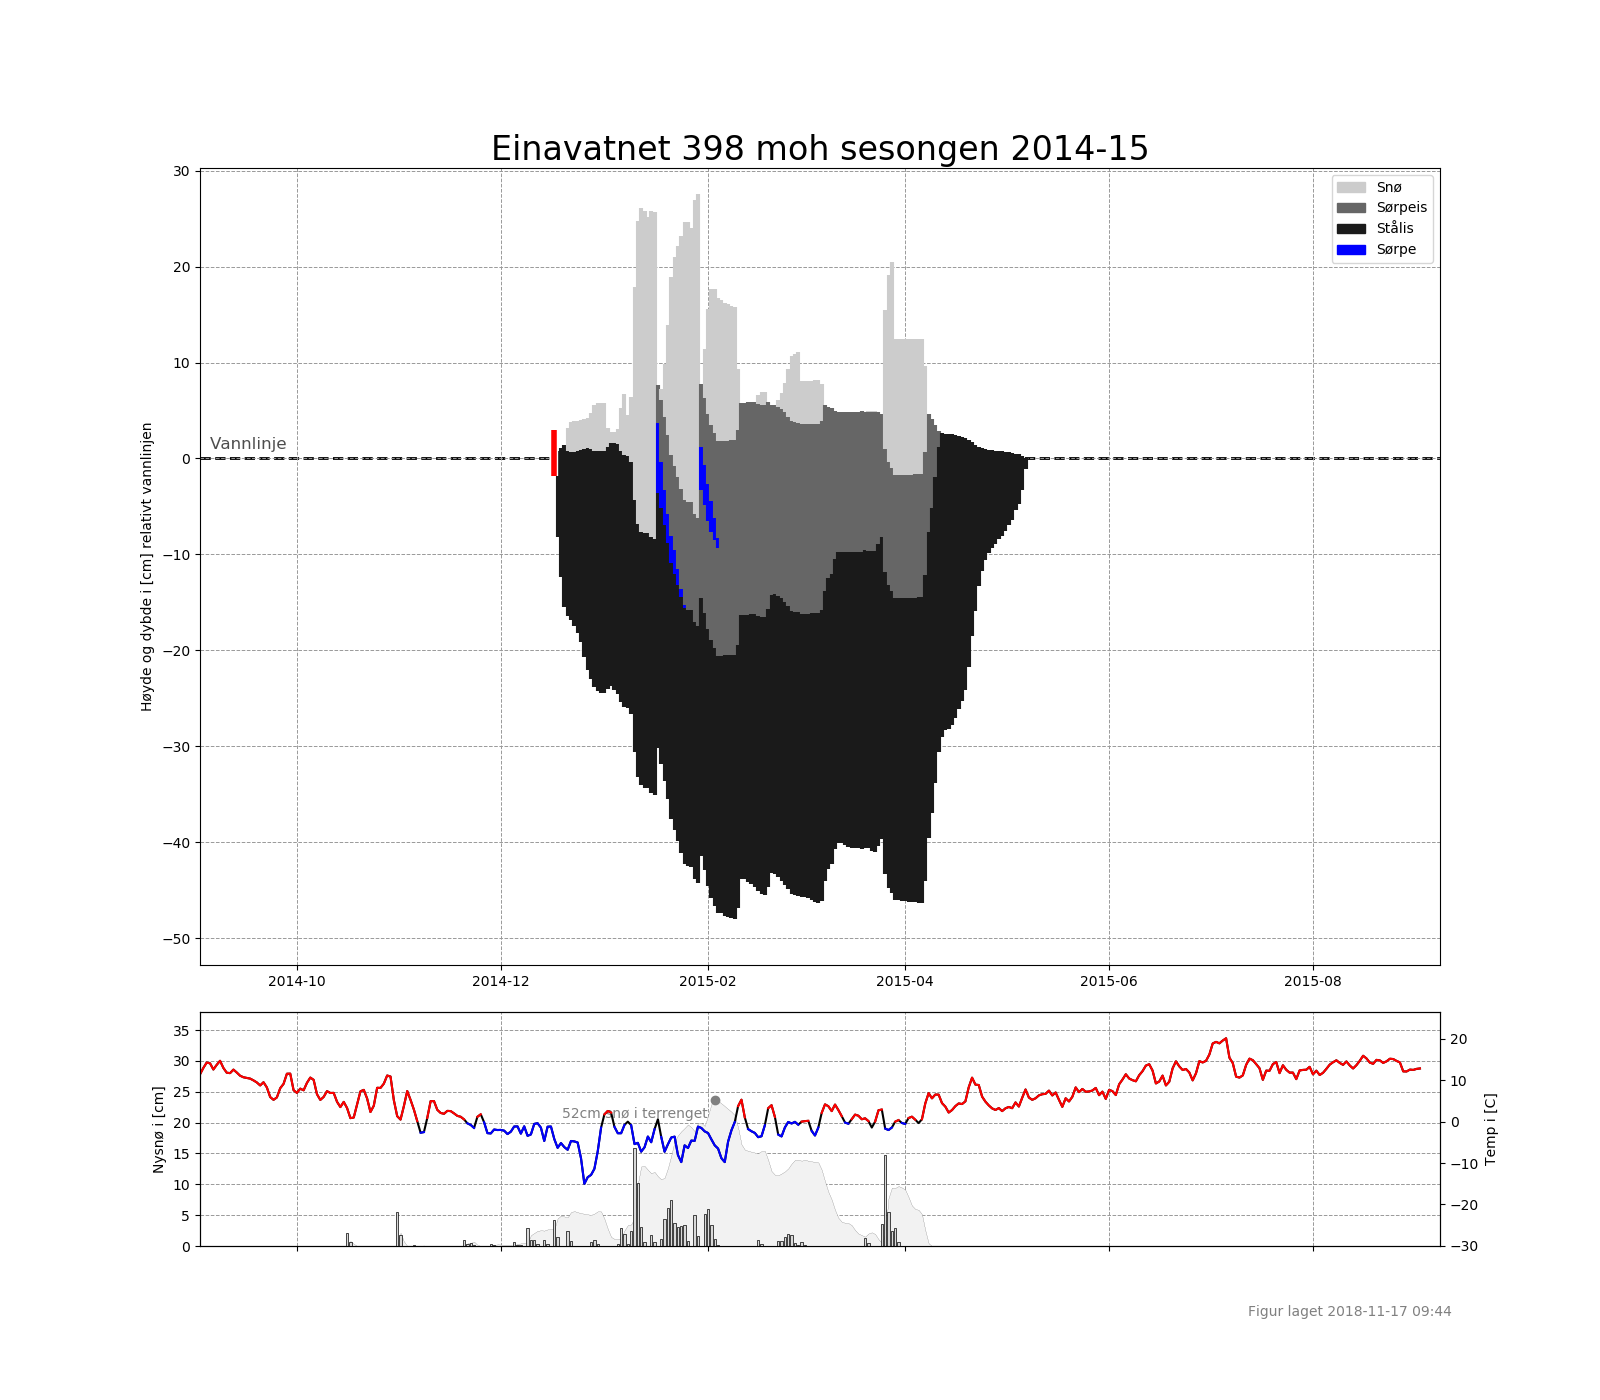 Einavatnet 398 moh sesongen 2014-15
30
20
10
0
−10
−20
−30
−40
−50
Høyde og dybde i [cm] relativt vannlinjen
Vannlinje
Snø
Sørpeis
Stålis
Sørpe
2014-10
2014-12
2015-02
2015-04
2015-06
2015-08
35
30
25
20
15
10
5
0
Nysnø i [cm]
52cm snø i terrenget
20
10
0
−10
−20
−30
Temp i [C]
Figur laget 2018-11-17 09:44